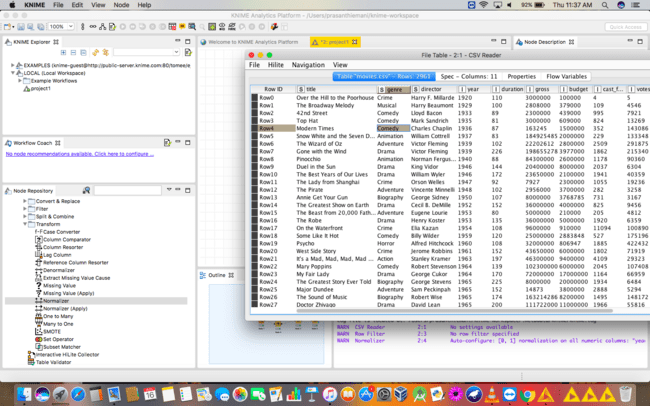 KNIME File Edit View Node Help
92% Thu 11:37 AM
KNIME Analytics Platform - /Users/prasanthleman/knime-workspace
100%
Quick Access
KNIME Explorer
EXAMPLES (knime-guest@http://public-server.knime.com:80/tomee/
LOCAL (Local Workspace)
Example Workflows
project1
Workflow Coach
No node recommendations available. Click here to configure ...
Node Repository
Convert & Replace
Filter
Split & Combine
Transform
Case Converter
Column Comparator
Column Resorter
Lag Column
Reference Column Resorter
Denormalizer
Extract Missing Value Cause
Missing Value
Missing Value (Apply)
Normalizer
Normalizer (Apply)
One to Many
Many to One
SMOTE
Set Operator
Subset Matcher
Interactive HiLite Collector
Table Validator
Welcome to KNIME Analytics Platform
*2: project1
Node Description
Outline
File Table - 2:1 - CSV Reader
File Hilite Navigation View
Table "movies.csv" - Rows: 2961 Spec - Columns: 11 Properties Flow Variables
Row ID S title S genre S director I year I duration I gross I budget I cast_f... I votes
Row0 Over the Hill to the Poorhouse Crime Harry F. Millarde 1920 110 3000000 100000 4 5
Row1 The Broadway Melody Musical Harry Beaumont 1929 100 2808000 379000 109 4546
Row2 42nd Street Comedy Lloyd Bacon 1933 89 2300000 439000 995 7921
Row3 Top Hat Comedy Mark Sandrich 1935 81 3000000 609000 824 13269
Row4 Modern Times Comedy Charles Chaplin 1936 87 163245 1500000 352 143086
Row5 Snow White and the Seven D... Animation William Cottrell 1937 83 184925485 2000000 229 133348
Row6 The Wizard of Oz Adventure Victor Fleming 1939 102 22202612 2800000 2509 291875
Row7 Gone with the Wind Drama Victor Fleming 1939 226 198655278 3977000 1862 215340
Row8 Pinocchio Animation Norman Fergus... 1940 88 84300000 2600000 1178 90360
Row9 Duel in the Sun Drama King Vidor 1946 144 20400000 8000000 2037 6304
Row10 The Best Years of Our Lives Drama William Wyler 1946 172 23650000 2100000 1941 40359
Row11 The Lady from Shanghai Crime Orson Welles 1947 92 7927 2300000 1055 19236
Row12 The Pirate Adventure Vincente Minnelli 1948 102 2956000 3700000 282 3258
Row13 Annie Get Your Gun Biography George Sidney 1950 107 8000000 3768785 731 3167
Row14 The Greatest Show on Earth Drama Cecil B. DeMille 1952 152 36000000 4000000 825 9456
Row15 The Beast from 20,000 Fath... Adventure Eugene Lourié 1953 80 5000000 210000 205 4812
Row16 The Robe Drama Henry Koster 1953 135 36000000 5000000 1920 6359
Row17 On the Waterfront Crime Elia Kazan 1954 108 9600000 910000 11094 100890
Row18 Some Like It Hot Comedy Billy Wilder 1959 120 25000000 2883848 527 175196
Row19 Psycho Horror Alfred Hitchcock 1960 108 32000000 806947 1885 422432
Row20 West Side Story Crime Jerome Robbins 1961 152 43650000 6000000 1802 71919
Row21 It's a Mad, Mad, Mad, Mad ... Action Stanley Kramer 1963 197 46300000 9400000 4109 29323
Row22 Mary Poppins Comedy Robert Stevenson 1964 139 102300000 6000000 2045 107408
Row23 My Fair Lady Drama George Cukor 1964 170 72000000 17000000 1164 66959
Row24 The Greatest Story Ever Told Biography George Stevens 1965 225 8000000 20000000 1934 6484
Row25 Major Dundee Adventure Sam Peckinpah 1965 152 14873 3800000 2888 5294
Row26 The Sound of Music Biography Robert Wise 1965 174 163214286 8200000 1495 148172
Row27 Doctor Zhivago Drama David Lean 1965 200 111722000 11000000 1966 55816
WARN CSV Reader 2:1 No settings available
WARN Row Filter 2:3 No row filter specified
WARN Normalizer 2:4 Auto-configure: [0, 1] normalization on all numeric columns: "yea